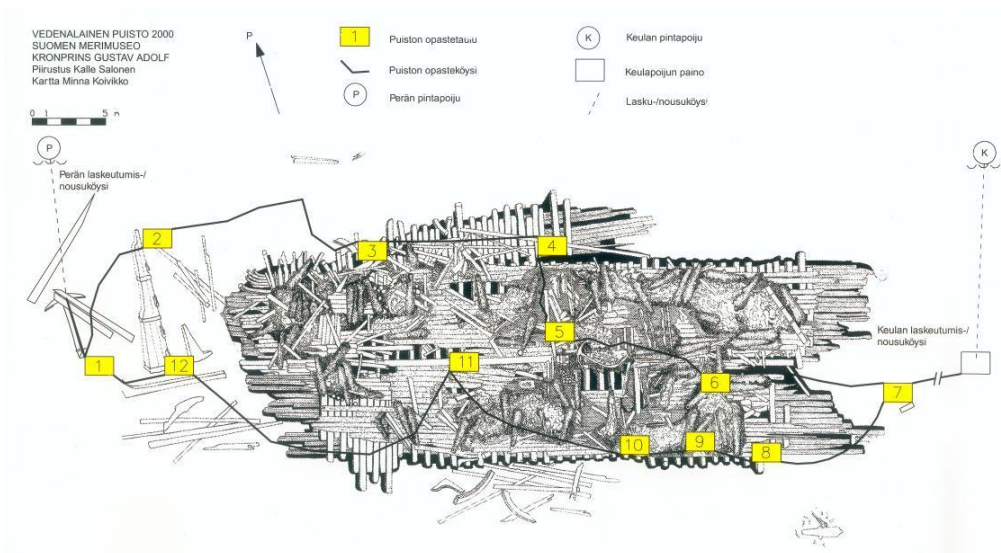 VEDENALAINEN PUISTO 2000
SUOMEN MERIMUSEO
KRONPRINS GUSTAV ADOLF
Piirustus Kalle Salonen
Kartta Minna Koivikko
0 1 5 m
P
1 Puiston opastetaulu
Puiston opasteköysi
P Perän pintapoiju
K Keulan pintapoiju
Keulapoijun paino
Lasku-/nousuköys
P
Perän laskeutumis-/
nousuköysi
K
Keulan laskeutumis-/
nousuköysi
1
2
3
4
5
6
7
8
9
10
11
12